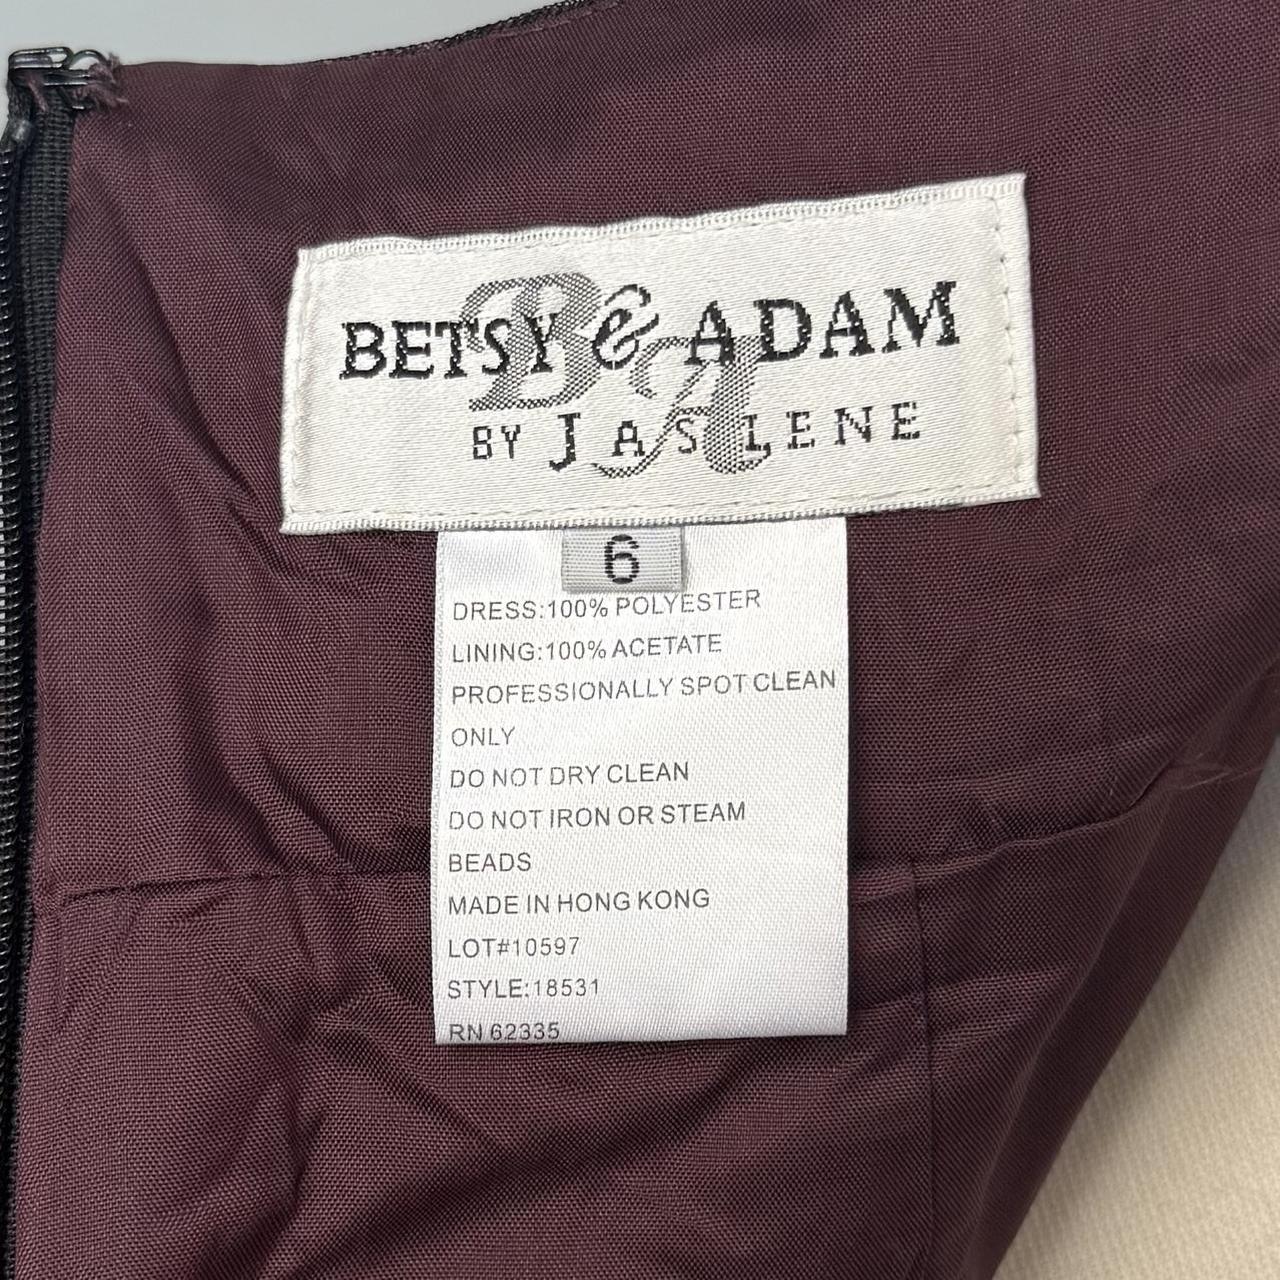 BETSY & ADAM
BA
BY JASLENE
6
DRESS:100% POLYESTER
LINING:100% ACETATE
PROFESSIONALLY SPOT CLEAN
ONLY
DO NOT DRY CLEAN
DO NOT IRON OR STEAM
BEADS
MADE IN HONG KONG
LOT#10597
STYLE:18531
RN 62335